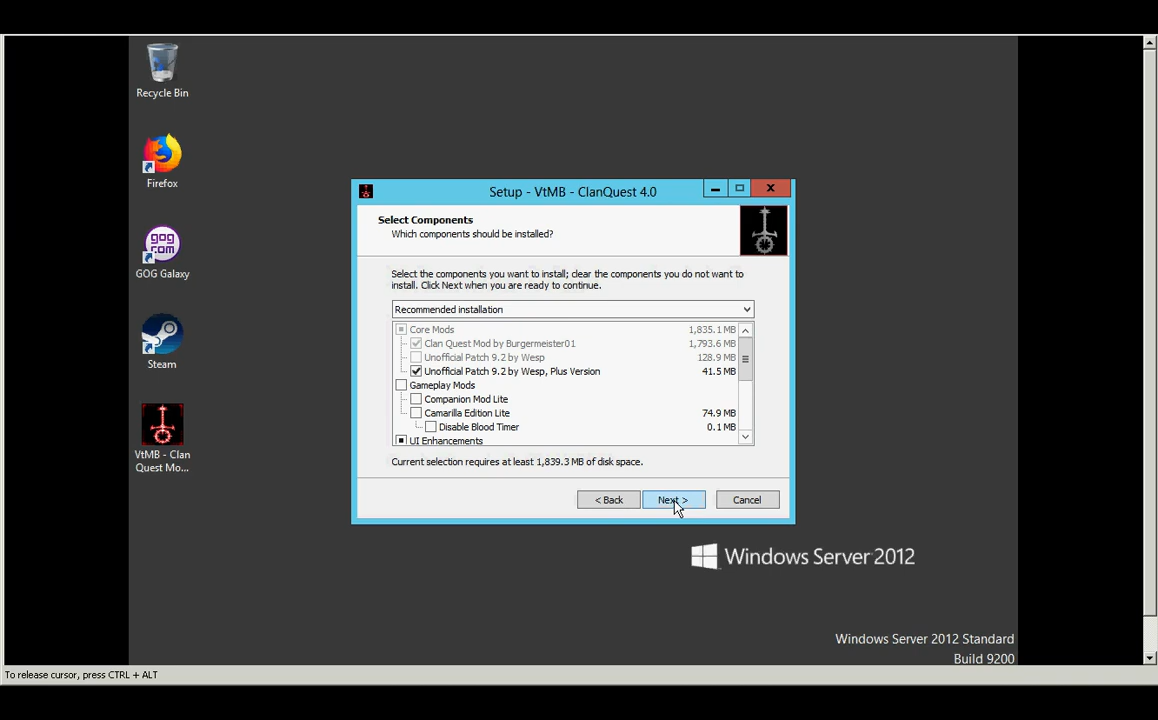 Recycle Bin
Firefox
GOG
COM
GOG Galaxy
Steam
VtMB - Clan
Quest Mo...
Setup - VtMB - ClanQuest 4.0
Select Components
Which components should be installed?
Select the components you want to install; clear the components you do not want to
install. Click Next when you are ready to continue.
Recommended installation
Core Mods 1,835.1 MB
Clan Quest Mod by Burgermeister01 1,793.6 MB
Unofficial Patch 9.2 by Wesp 128.9 MB
Unofficial Patch 9.2 by Wesp, Plus Version 41.5 MB
Gameplay Mods
Companion Mod Lite
Camarilla Edition Lite 74.9 MB
Disable Blood Timer 0.1 MB
UI Enhancements
Current selection requires at least 1,839.3 MB of disk space.
< Back Next > Cancel
Windows Server 2012
Windows Server 2012 Standard
Build 9200
To release cursor, press CTRL + ALT